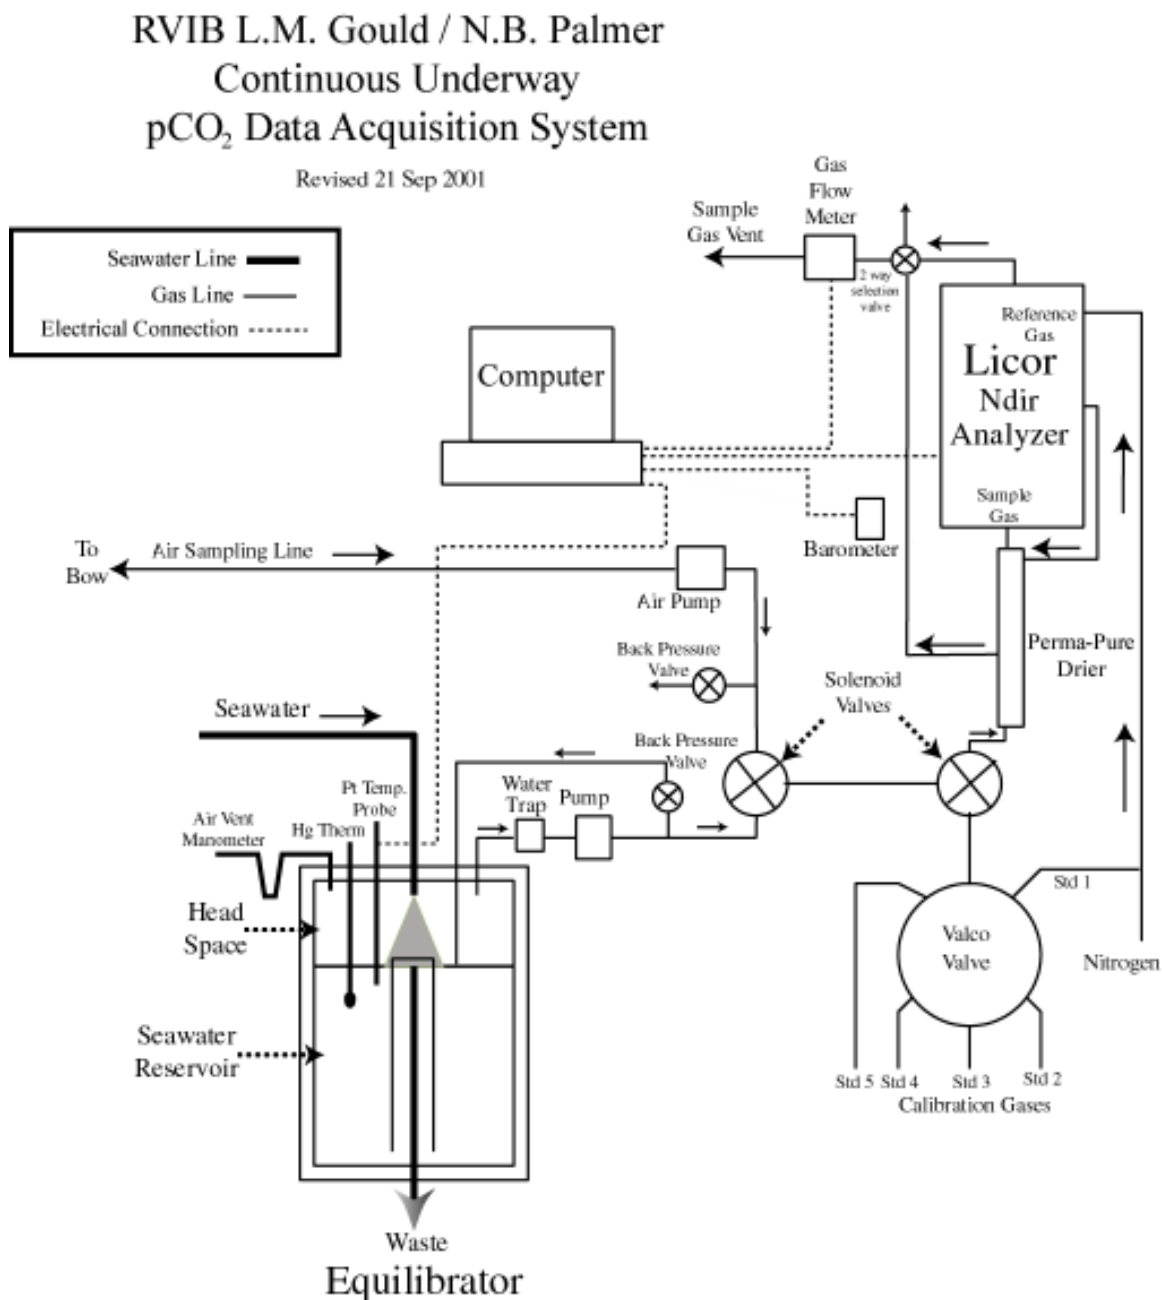 RVIB L.M. Gould / N.B. Palmer
Continuous Underway
pCO₂ Data Acquisition System
Revised 21 Sep 2001
Seawater Line
Gas Line
Electrical Connection
Gas
Flow
Meter
Sample
Gas Vent
2 way
selection
valve
Reference
Gas
Licor
Ndir
Analyzer
Sample
Gas
Computer
Barometer
To
Bow
Air Sampling Line
Air Pump
Perma-Pure
Drier
Back Pressure
Valve
Solenoid
Valves
Seawater
Back Pressure
Valve
Water
Trap
Pump
Pt Temp.
Probe
Hg Therm
Air Vent
Manometer
Head
Space
Seawater
Reservoir
Std 1
Valco
Valve
Nitrogen
Std 5
Std 4
Std 3
Std 2
Calibration Gases
Waste
Equilibrator